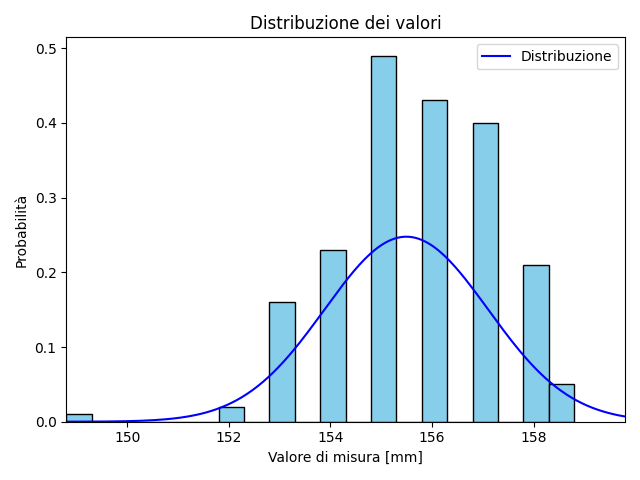 Distribuzione dei valori
Distribuzione
Probabilità
0.5
0.4
0.3
0.2
0.1
0.0
150 152 154 156 158
Valore di misura [mm]